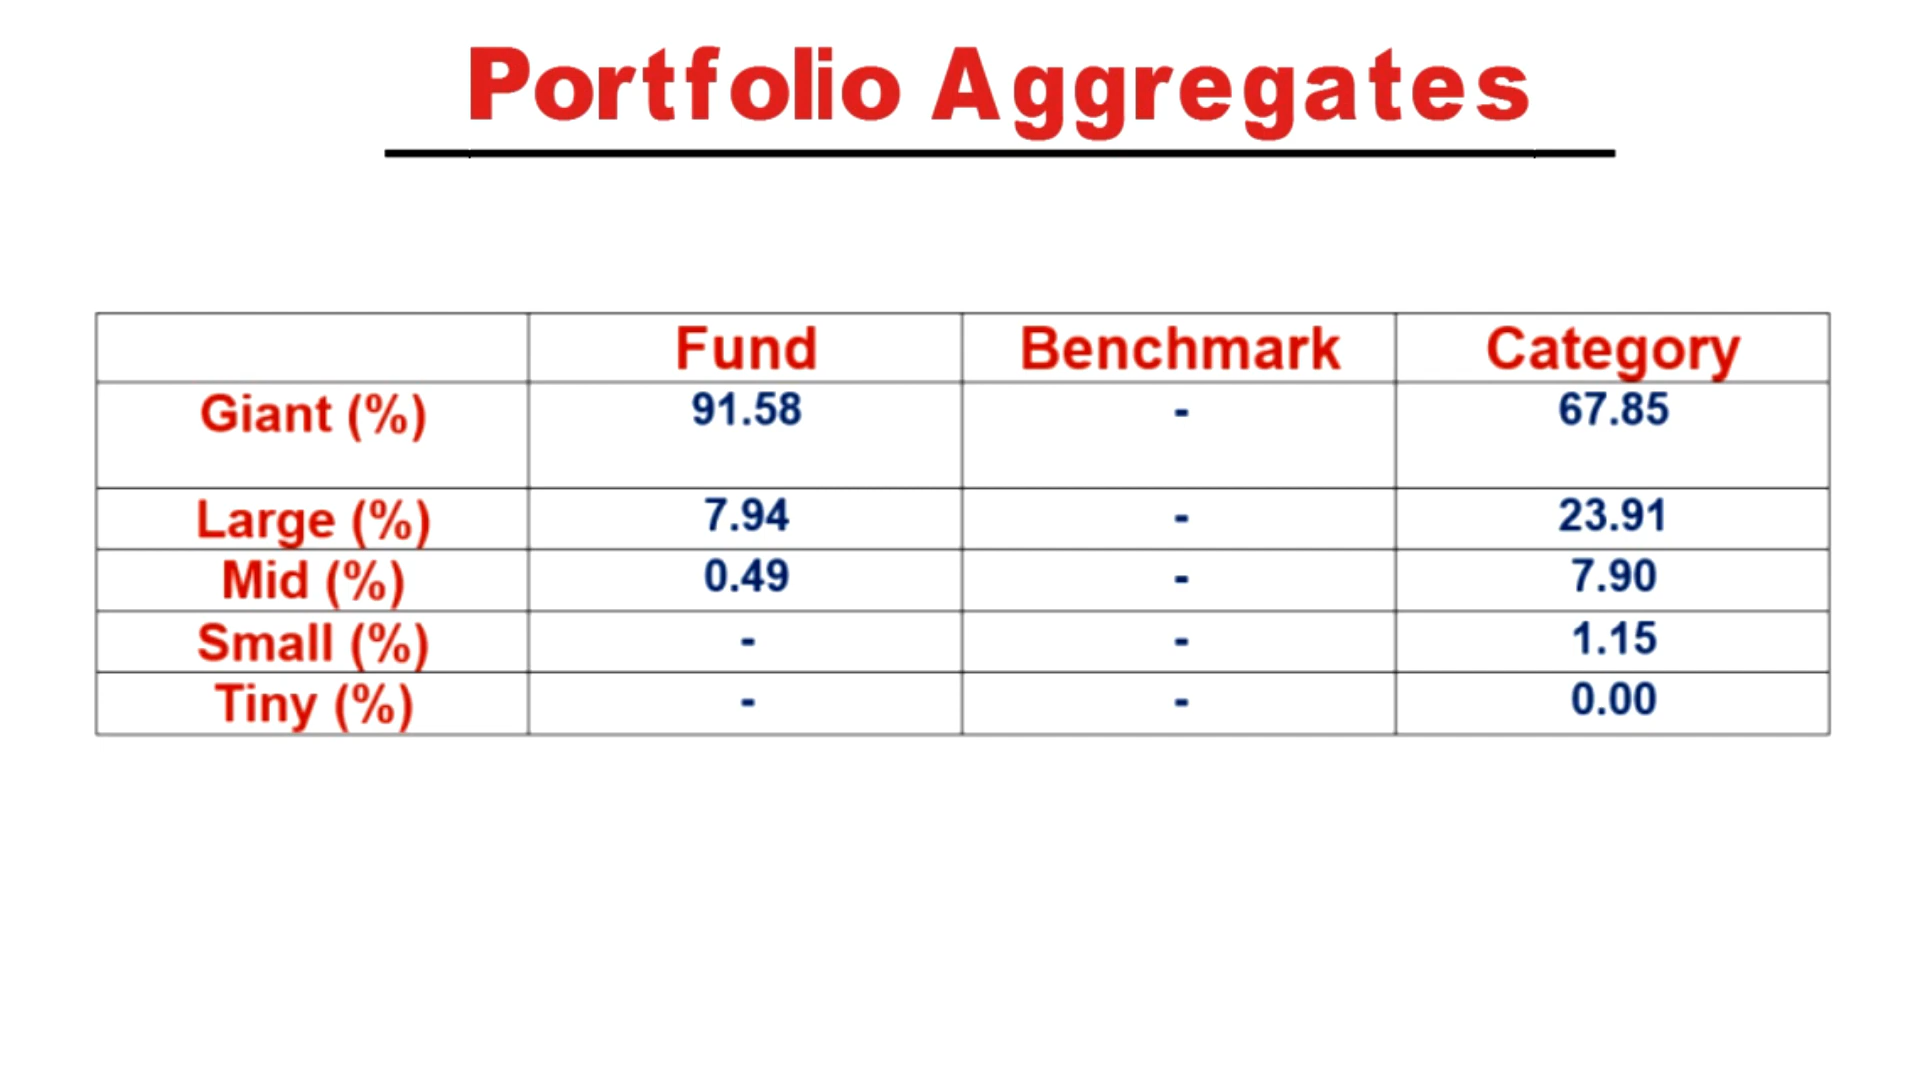 Portfolio Aggregates
Fund Benchmark Category
Giant (%) 91.58 - 67.85
Large (%) 7.94 - 23.91
Mid (%) 0.49 - 7.90
Small (%) - - 1.15
Tiny (%) - - 0.00